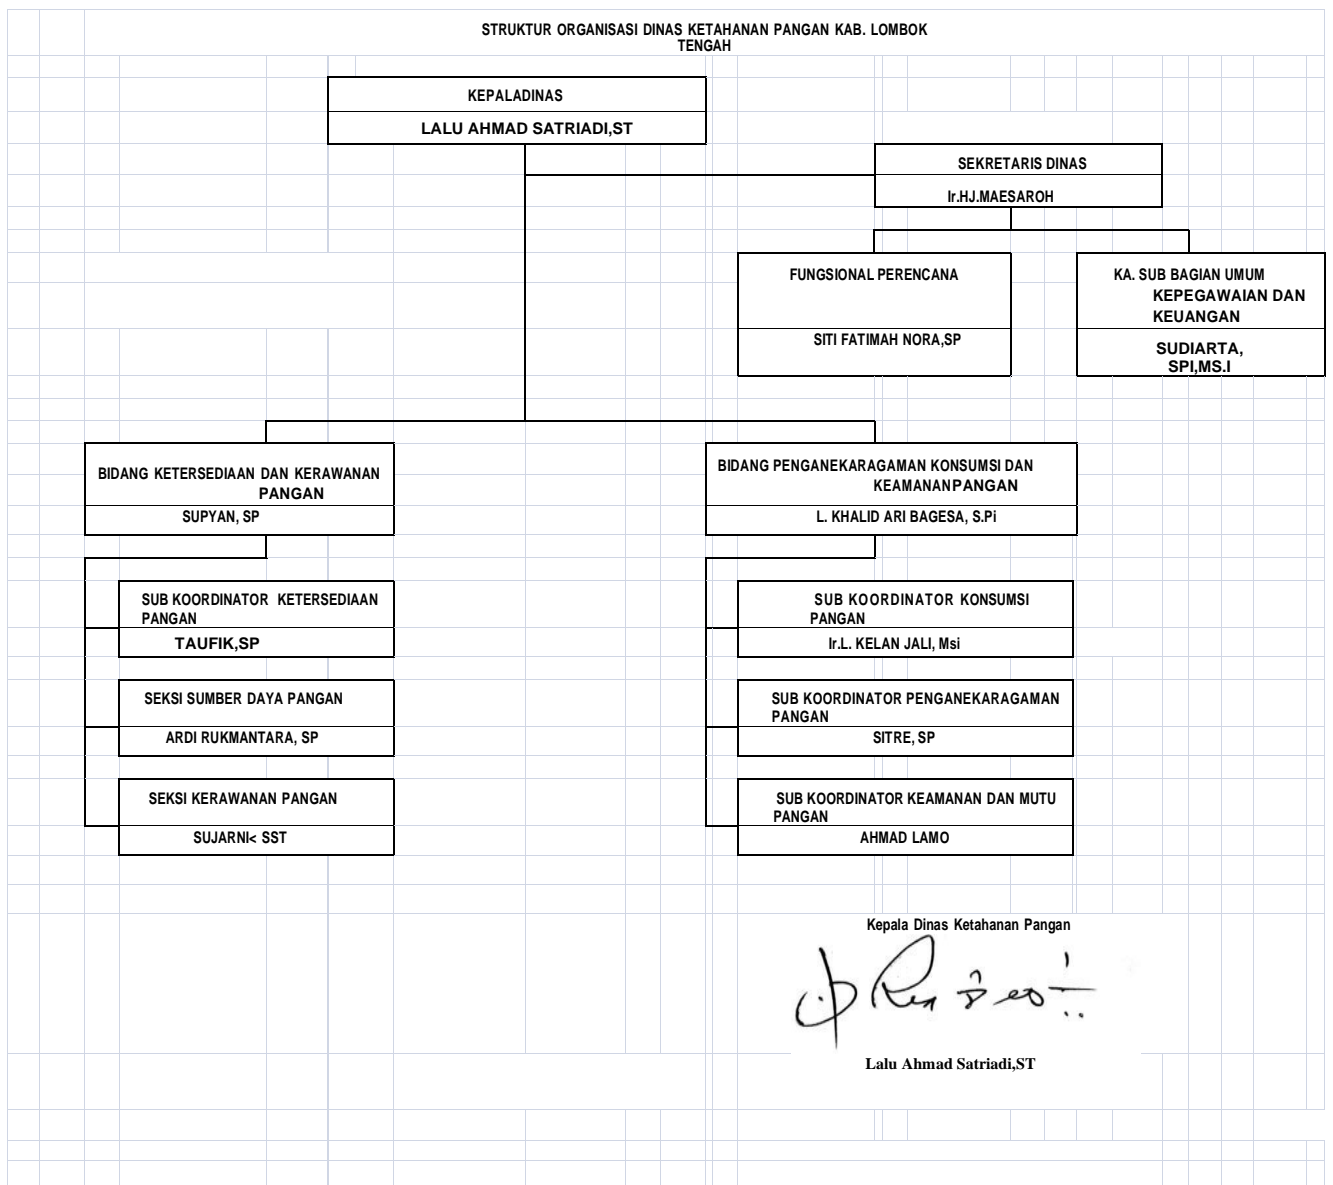 STRUKTUR ORGANISASI DINAS KETAHANAN PANGAN KAB. LOMBOK
TENGAH
KEPALADINAS
LALU AHMAD SATRIADI,ST
SEKRETARIS DINAS
Ir.HJ.MAESAROH
FUNGSIONAL PERENCANA
SITI FATIMAH NORA,SP
KA. SUB BAGIAN UMUM
KEPEGAWAIAN DAN
KEUANGAN
SUDIARTA,
SPI,MS.I
BIDANG KETERSEDIAAN DAN KERAWANAN
PANGAN
SUPYAN, SP
SUB KOORDINATOR KETERSEDIAAN
PANGAN
TAUFIK,SP
SEKSI SUMBER DAYA PANGAN
ARDI RUKMANTARA, SP
SEKSI KERAWANAN PANGAN
SUJARNI< SST
BIDANG PENGANEKARAGAMAN KONSUMSI DAN
KEAMANANPANGAN
L. KHALID ARI BAGESA, S.Pi
SUB KOORDINATOR KONSUMSI
PANGAN
Ir.L. KELAN JALI, Msi
SUB KOORDINATOR PENGANEKARAGAMAN
PANGAN
SITRE, SP
SUB KOORDINATOR KEAMANAN DAN MUTU
PANGAN
AHMAD LAMO
Kepala Dinas Ketahanan Pangan
Lalu Ahmad Satriadi,ST